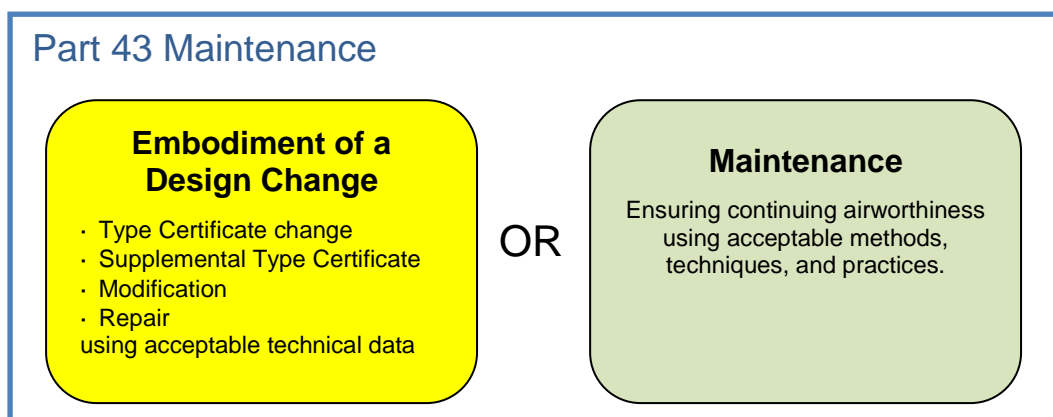 Part 43 Maintenance
Embodiment of a
Design Change
· Type Certificate change
· Supplemental Type Certificate
· Modification
· Repair
using acceptable technical data
OR
Maintenance
Ensuring continuing airworthiness
using acceptable methods,
techniques, and practices.